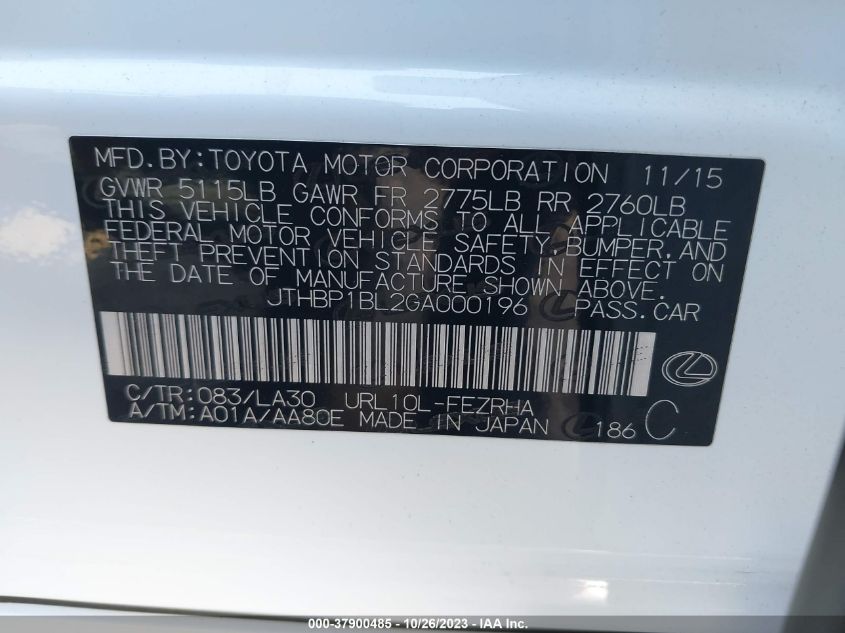 MFD.BY:TOYOTA MOTOR CORPORATION 11/15
GVWR 5115LB GAWR FR 2775LB RR 2760LB
THIS VEHICLE CONFORMS TO ALL APPLICABLE
FEDERAL MOTOR VEHICLE SAFETY,BUMPER,AND
THEFT PREVENTION STANDARDS IN EFFECT ON
THE DATE OF MANUFACTURE SHOWN ABOVE.
JTHBP1BL2GA000196 PASS.CAR
C/TR:083/LA30 URL10L-FEZRHA
A/TM:A01A/AA80E MADE IN JAPAN 186 C
000-37900485 - 10/26/2023 - IAA Inc.